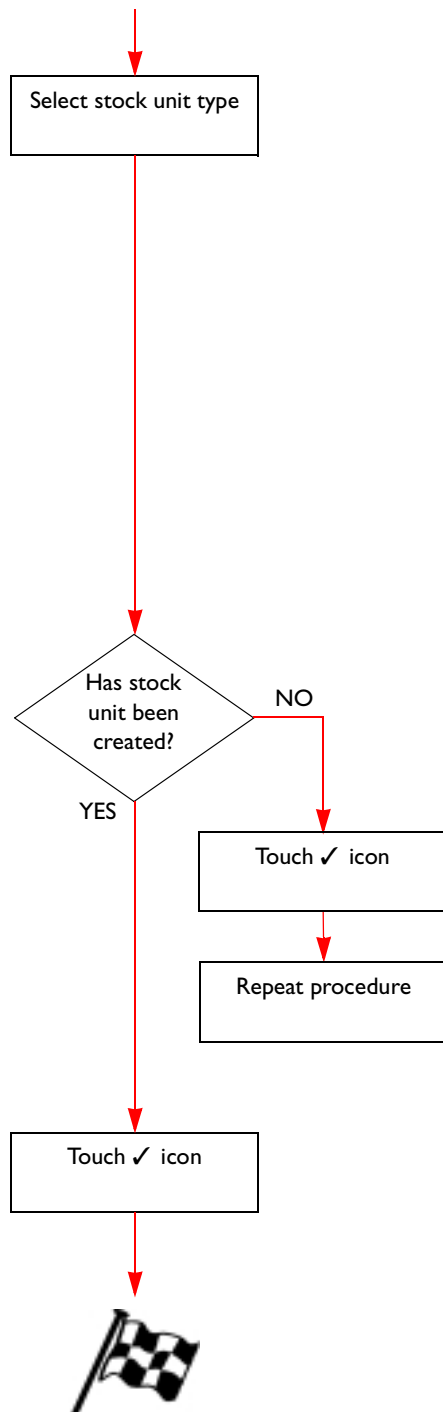 Select stock unit type
Has stock
unit been
created?
NO
YES
Touch ✓ icon
Repeat procedure
Touch ✓ icon